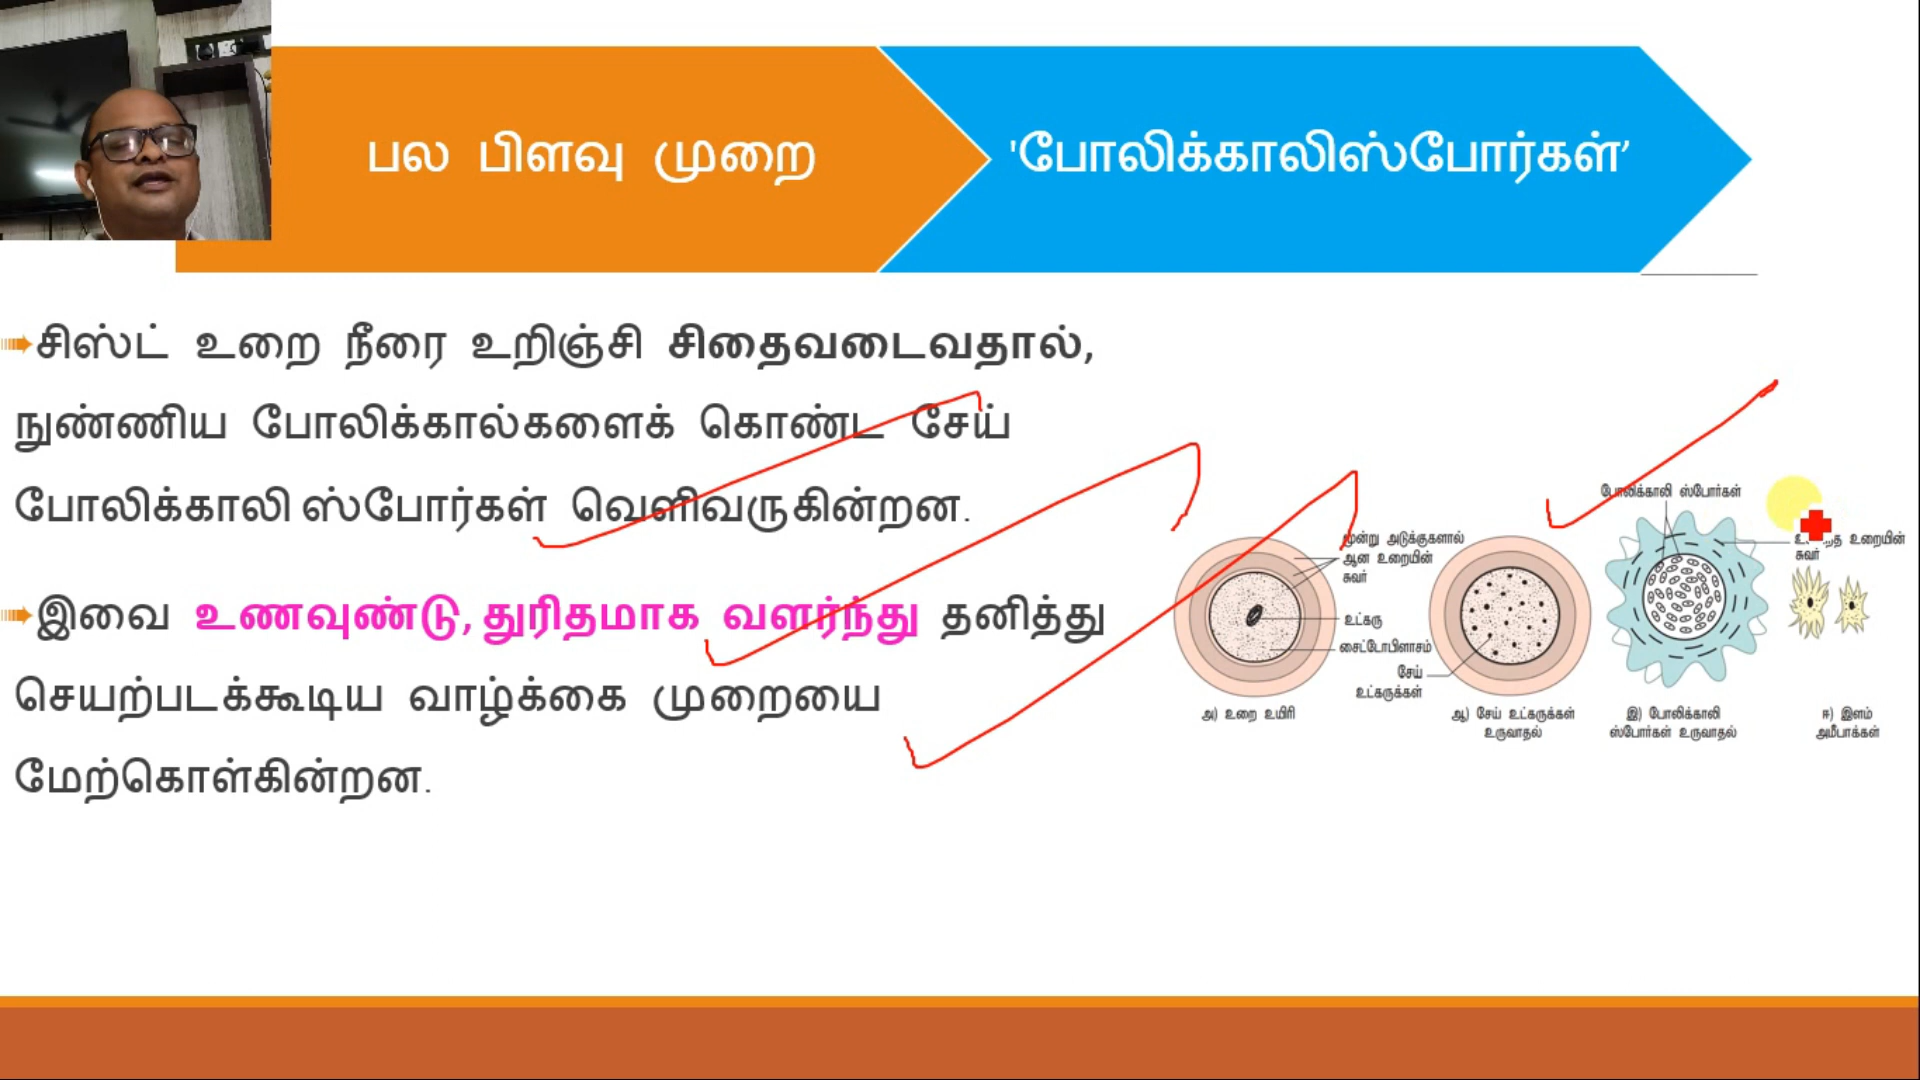 பல பிளவு முறை
'போலிக்காலிஸ்போர்கள்’
சிஸ்ட் உறை நீரை உறிஞ்சி சிதைவடைவதால்,
நுண்ணிய போலிக்கால்களைக் கொண்ட சேய்
போலிக்காலி ஸ்போர்கள் வெளிவருகின்றன.
இவை உணவுண்டு, துரிதமாக வளர்ந்து தனித்து
செயற்படக்கூடிய வாழ்க்கை முறையை
மேற்கொள்கின்றன.
மூன்று அடுக்குகளால்
ஆன உறையின்
சுவர்
உட்கரு
சைட்டோபிளாசம்
சேய்
உட்கருக்கள்
அ) உறை உயிரி
ஆ) சேய் உட்கருக்கள்
உருவாதல்
போலிக்காலி ஸ்போர்கள்
உறையின்
சுவர்
இ) போலிக்காலி
ஸ்போர்கள் உருவாதல்
ஈ) இளம்
அமீபாக்கள்